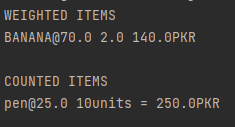 WEIGHTED ITEMS
BANANA@70.0 2.0 140.0PKR
COUNTED ITEMS
pen@25.0 10units = 250.0PKR